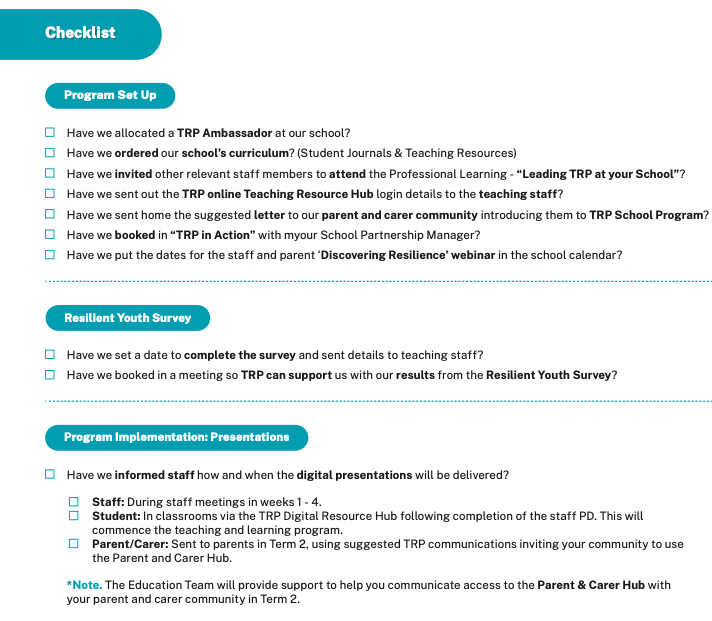 Checklist
Program Set Up
Have we allocated a TRP Ambassador at our school?
Have we ordered our school's curriculum? (Student Journals & Teaching Resources)
Have we invited other relevant staff members to attend the Professional Learning - “Leading TRP at your School”?
Have we sent out the TRP online Teaching Resource Hub login details to the teaching staff?
Have we sent home the suggested letter to our parent and carer community introducing them to TRP School Program?
Have we booked in “TRP in Action” with myour School Partnership Manager?
Have we put the dates for the staff and parent ‘Discovering Resilience’ webinar in the school calendar?
Resilient Youth Survey
Have we set a date to complete the survey and sent details to teaching staff?
Have we booked in a meeting so TRP can support us with our results from the Resilient Youth Survey?
Program Implementation: Presentations
Have we informed staff how and when the digital presentations will be delivered?
Staff: During staff meetings in weeks 1 - 4.
Student: In classrooms via the TRP Digital Resource Hub following completion of the staff PD. This will
commence the teaching and learning program.
Parent/Carer: Sent to parents in Term 2, using suggested TRP communications inviting your community to use
the Parent and Carer Hub.
*Note. The Education Team will provide support to help you communicate access to the Parent & Carer Hub with
your parent and carer community in Term 2.